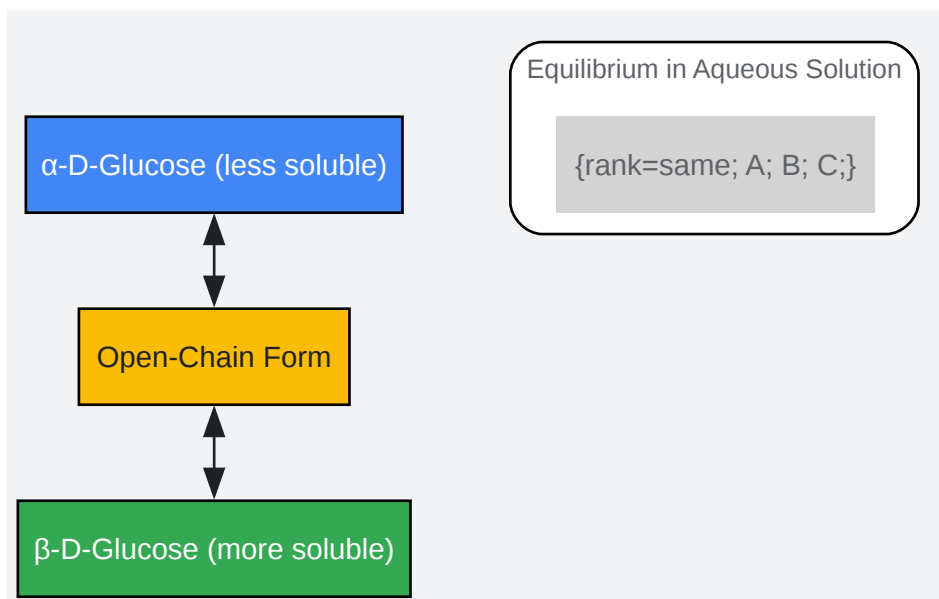 Equilibrium in Aqueous Solution
α-D-Glucose (less soluble)
{rank=same; A; B; C;}
Open-Chain Form
β-D-Glucose (more soluble)